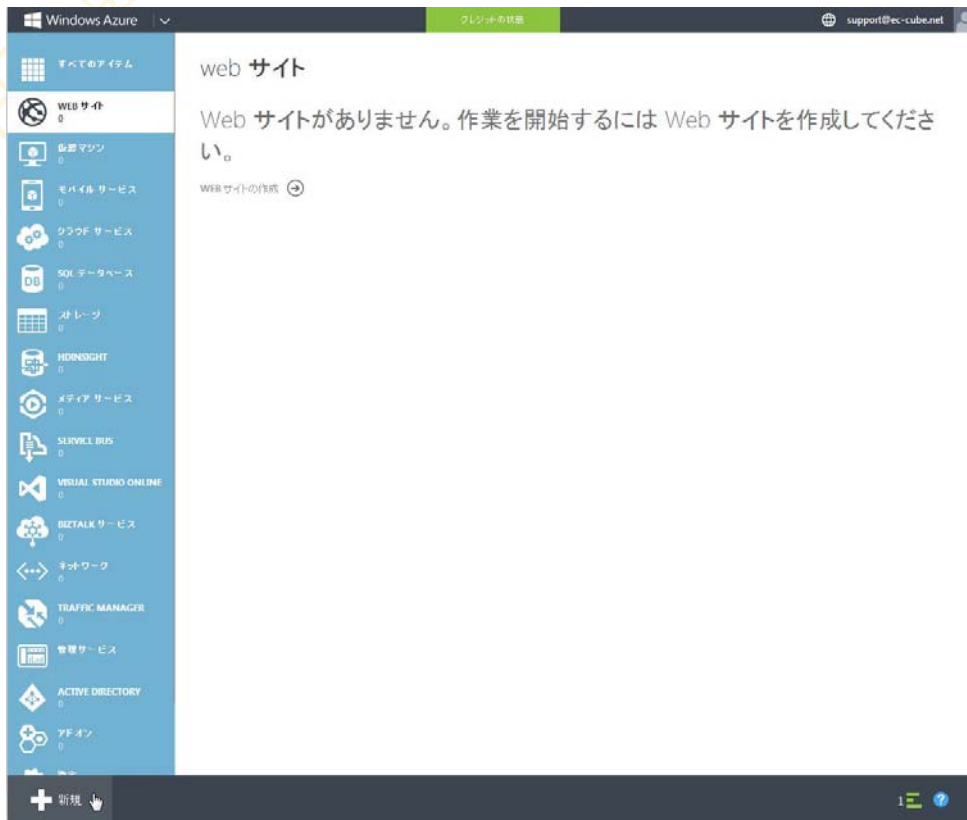 Windows Azure
クレジットの状態
support@ec-cube.net
すべてのアイテム
WEB サイト
0
仮想マシン
0
モバイル サービス
0
クラウド サービス
0
SQL データベース
0
ストレージ
0
HDINSIGHT
0
メディア サービス
0
SERVICE BUS
0
VISUAL STUDIO ONLINE
0
BIZTALK サービス
0
ネットワーク
0
TRAFFIC MANAGER
0
管理サービス
ACTIVE DIRECTORY
0
アドオン
0
web サイト
Web サイトがありません。作業を開始するには Web サイトを作成してくださ
い。
WEB サイトの作成
新規
1
?